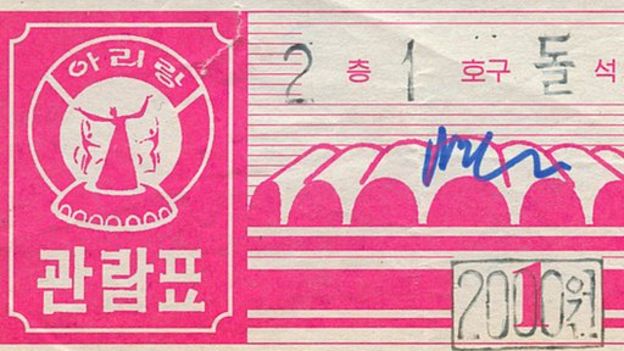 아리랑
관람표
2 층 1 호구 돌 석
2000원